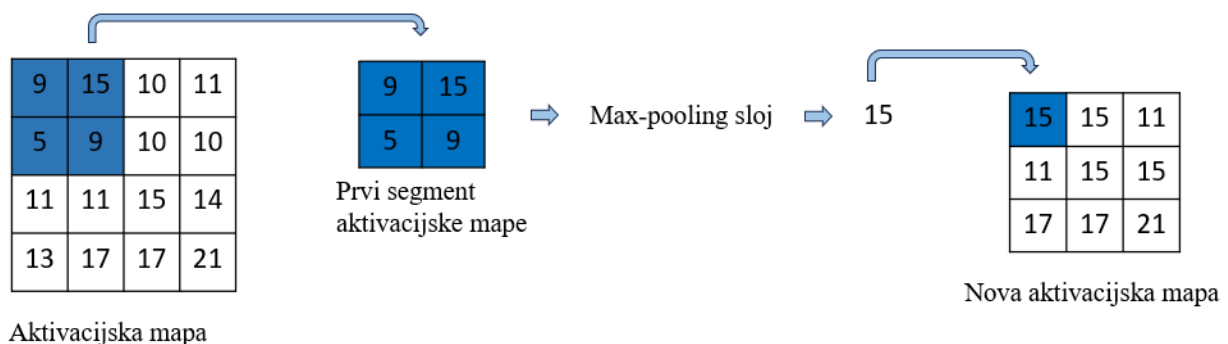 9 15 10 11
5 9 10 10
11 11 15 14
13 17 17 21
Aktivacijska mapa
9 15
5 9
Prvi segment
aktivacijske mape
Max-pooling sloj
15
15 15 11
11 15 15
17 17 21
Nova aktivacijska mapa